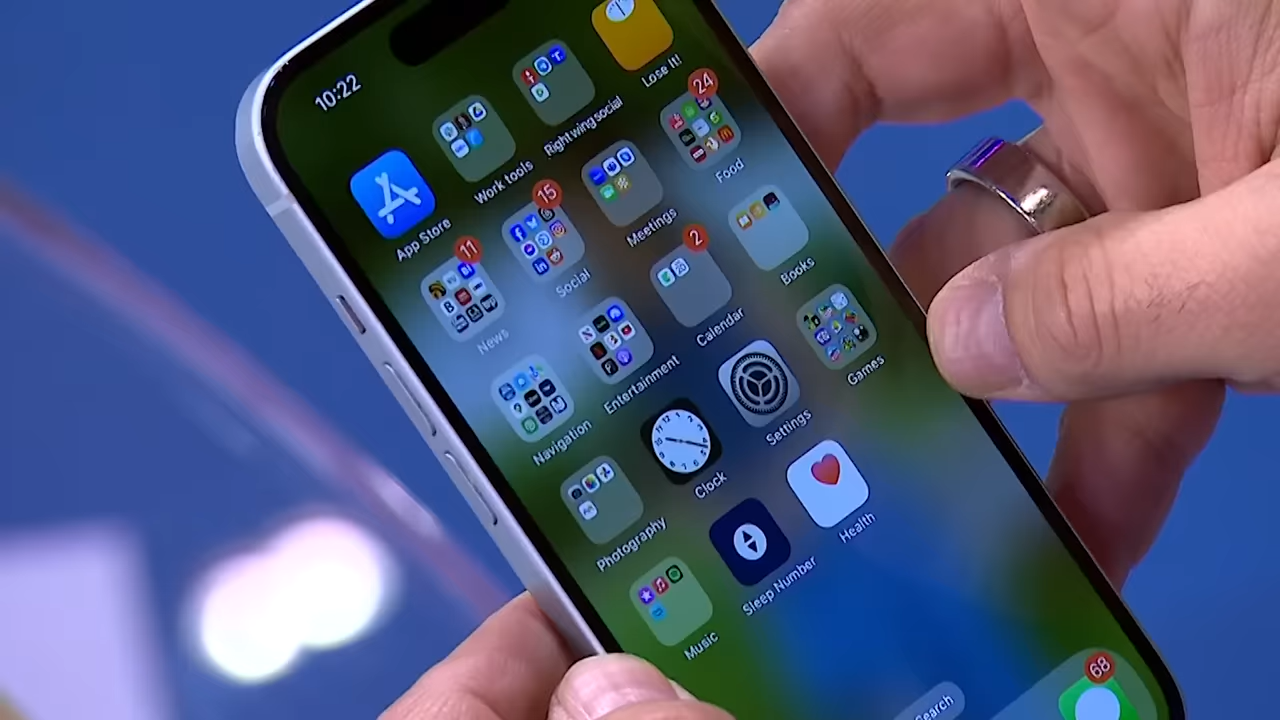 10:22
App Store
Work tools
Right wing social
Lose It!
11
News
15
Social
Meetings
24
Food
Navigation
Entertainment
2
Calendar
Books
Photography
Clock
Settings
Games
Music
Sleep Number
Health
Search
68